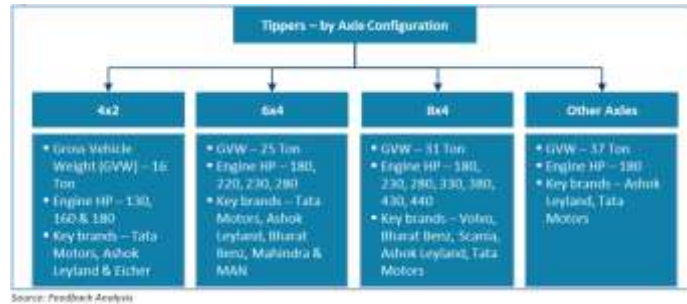 Tippers – by Axle Configuration
4x2
6x4
8x4
Other Axles
• Gross Vehicle
Weight (GVW) – 16
Ton
• Engine HP – 130,
160 & 180
• Key brands – Tata
Motors, Ashok
Leyland & Eicher
• GVW – 25 Ton
• Engine HP – 180,
220, 230, 280
• Key brands – Tata
Motors, Ashok
Leyland, Bharat
Benz, Mahindra &
MAN
• GVW – 31 Ton
• Engine HP – 180,
230, 280, 330, 380,
430, 440
• Key brands – Volvo,
Bharat Benz, Scania,
Ashok Leyland, Tata
Motors
• GVW – 37 Ton
• Engine HP – 180
• Key brands – Ashok
Leyland, Tata
Motors
Source: Feedback Analysis